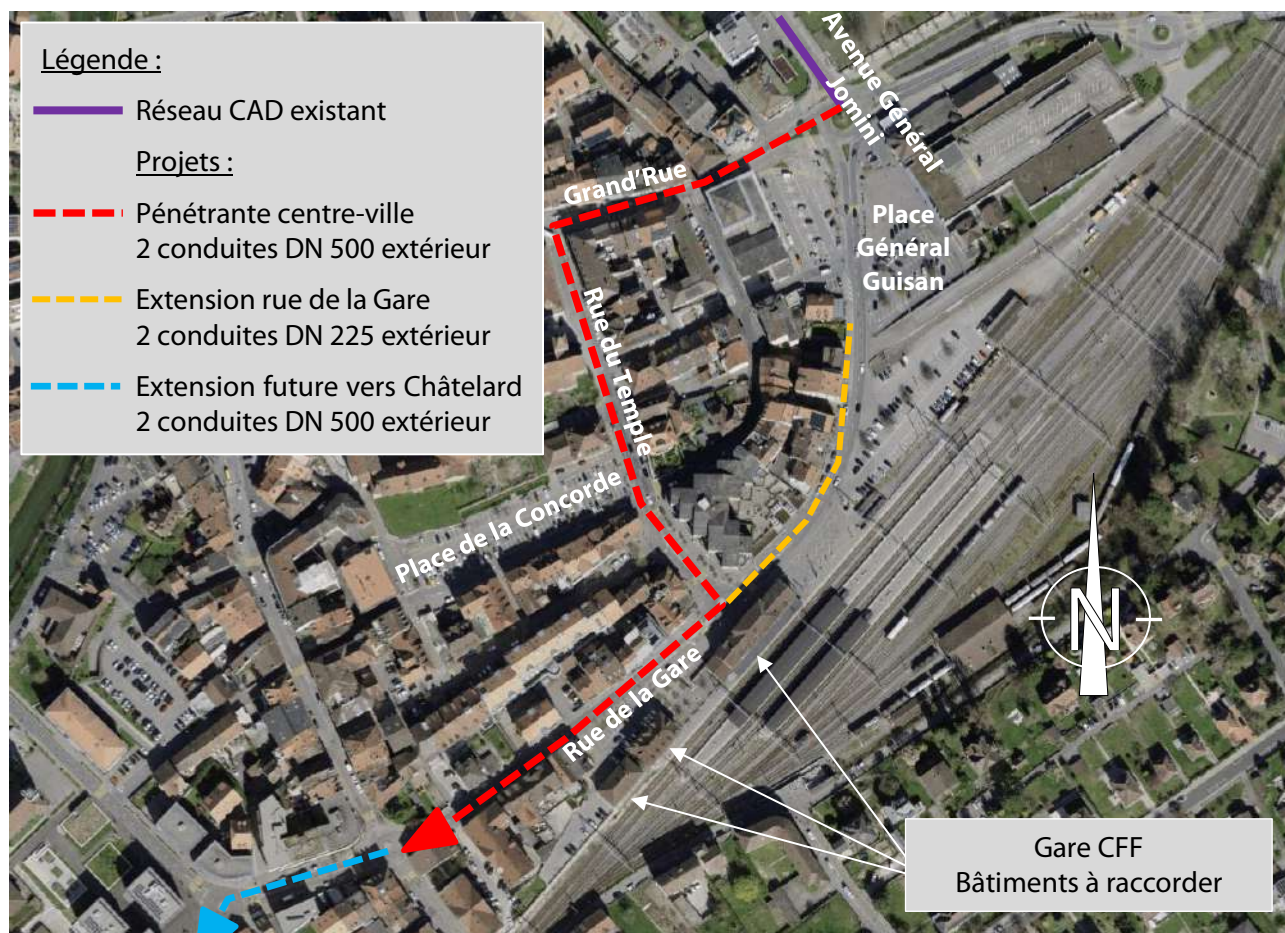 Légende :
Réseau CAD existant
Projets :
Pénétrante centre-ville
2 conduites DN 500 extérieur
Extension rue de la Gare
2 conduites DN 225 extérieur
Extension future vers Châtelard
2 conduites DN 500 extérieur
Avenue Général
Jomini
Grand'Rue
Place
Général
Guisan
Rue du Temple
Place de la Concorde
Rue de la Gare
N
Gare CFF
Bâtiments à raccorder